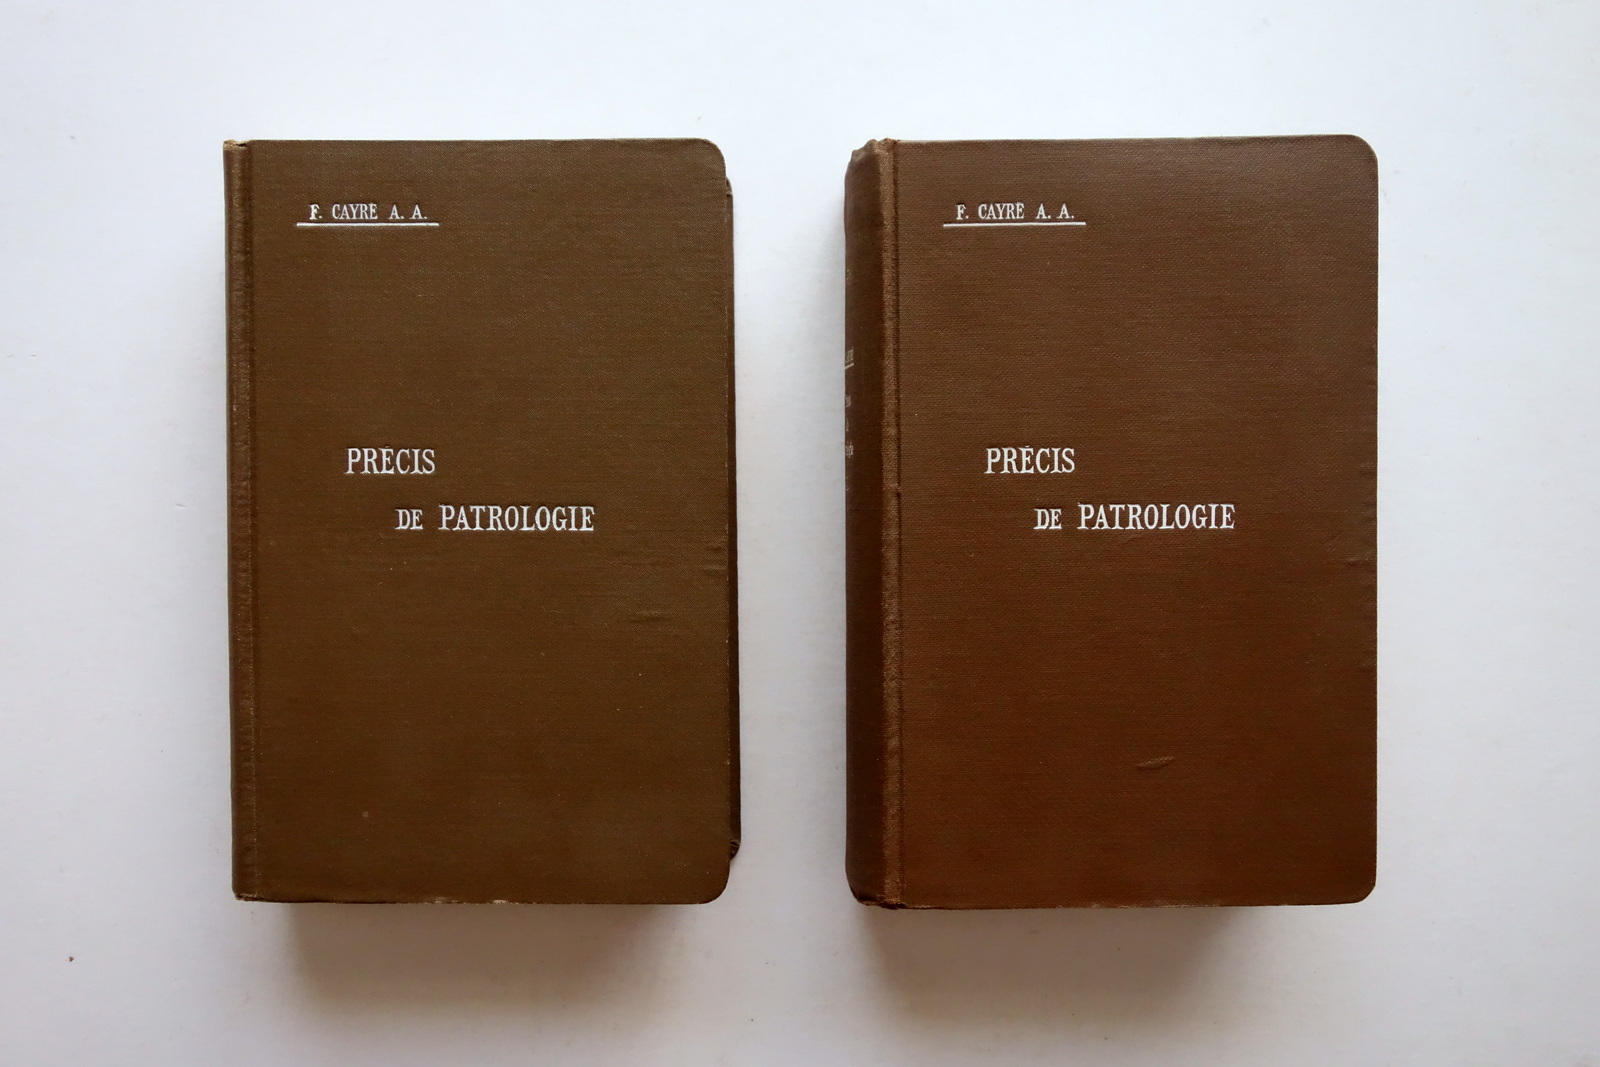 F. CAYRÉ A. A.
PRÉCIS
DE PATROLOGIE
F. CAYRÉ A. A.
PRÉCIS
DE PATROLOGIE